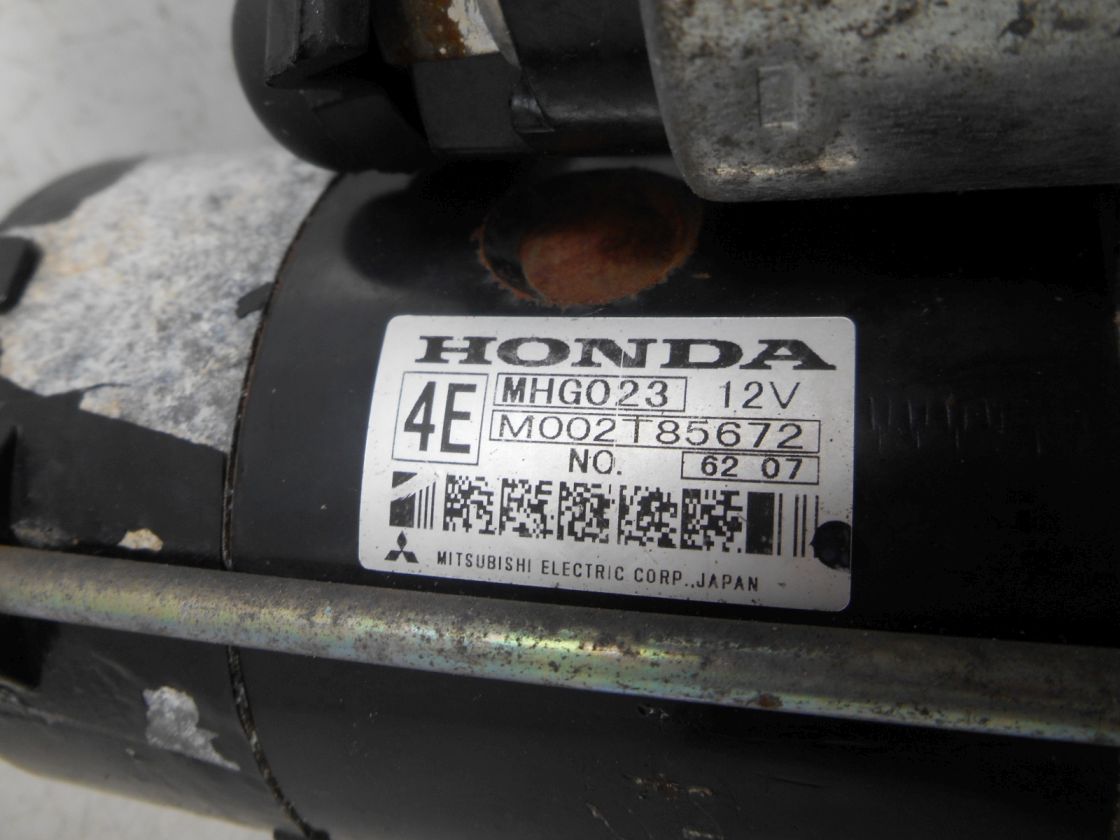 HONDA
4E
MHG023 12V
M002T85672
NO. 62 07
MITSUBISHI ELECTRIC CORP., JAPAN